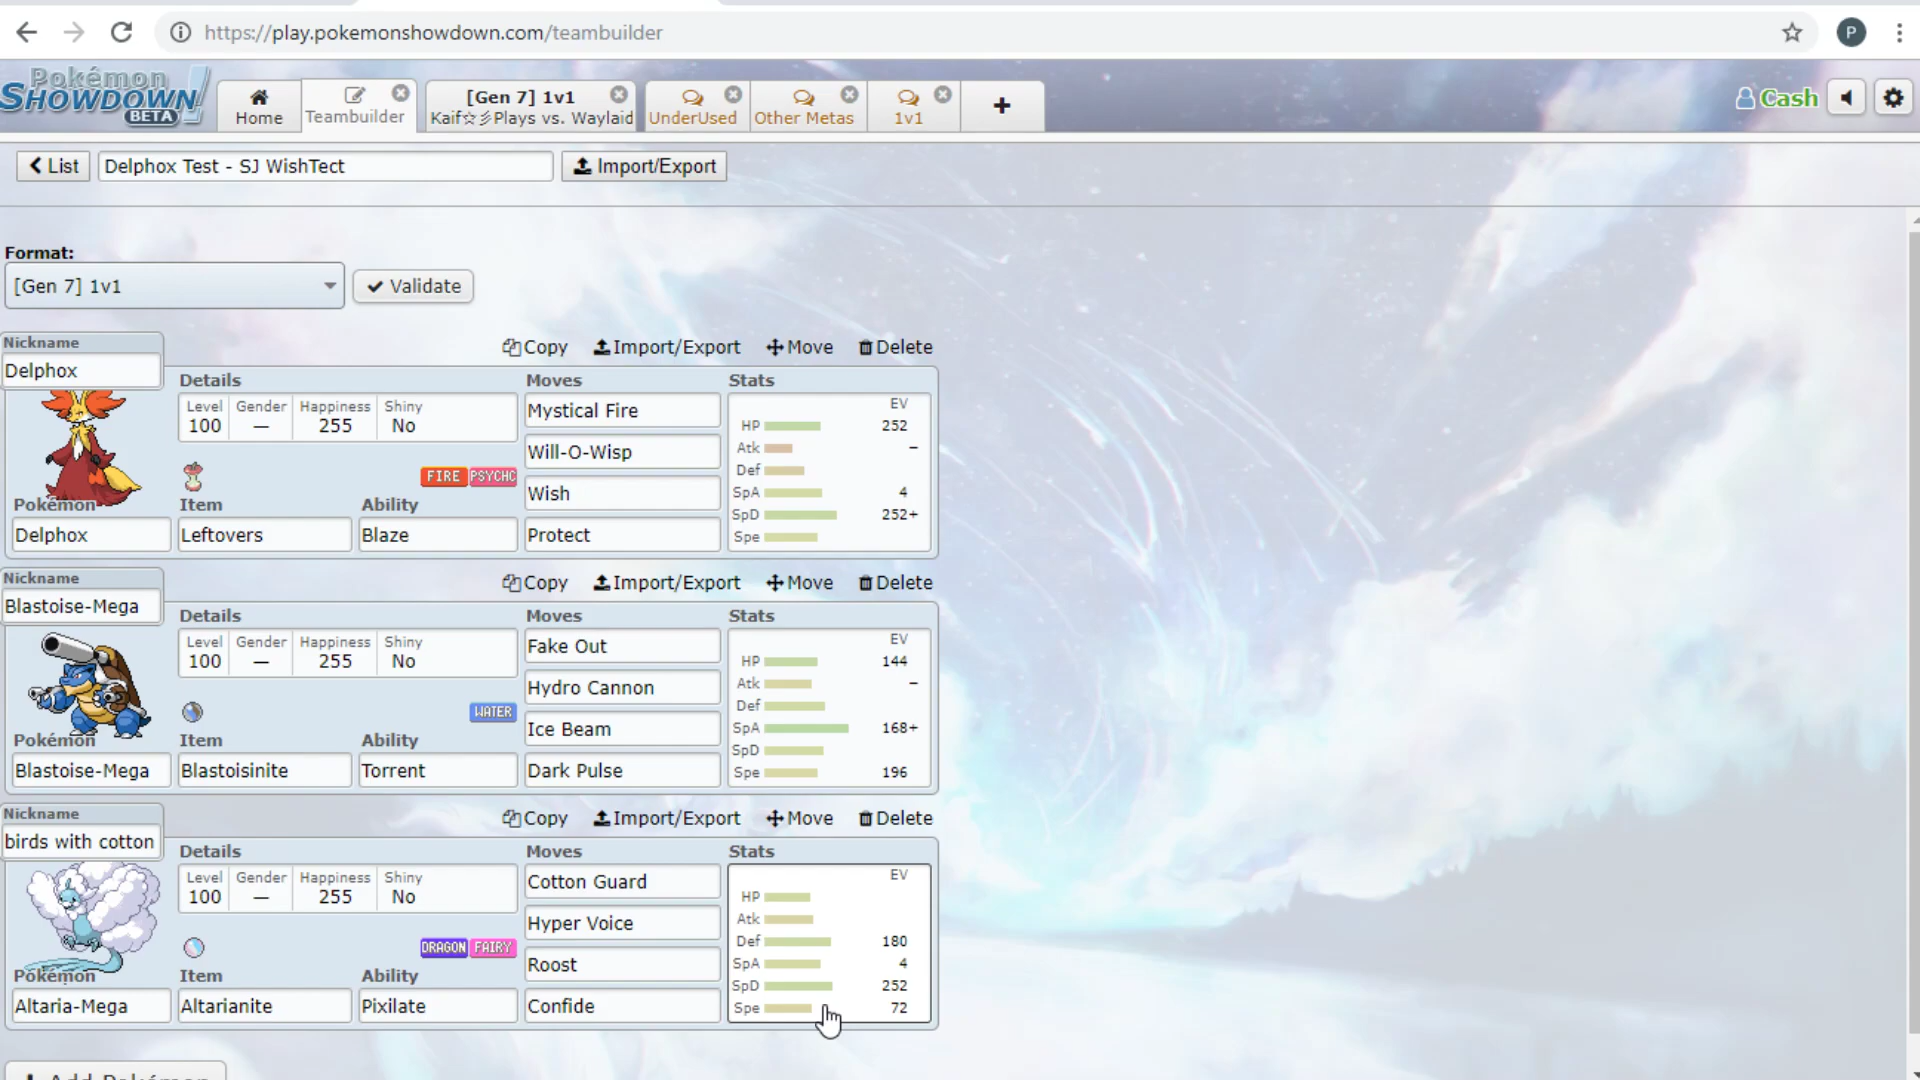 https://play.pokemonshowdown.com/teambuilder
P
Pokémon
SHOWDOWN
BETA
Home
Teambuilder
[Gen 7] 1v1
Kaif☆彡Plays vs. Waylaid
UnderUsed
Other Metas
1v1
Cash
List
Delphox Test - SJ WishTect
Import/Export
Format:
[Gen 7] 1v1
Validate
Nickname
Delphox
Copy Import/Export Move Delete
Details
Moves
Stats
Level Gender Happiness Shiny
100 — 255 No
FIRE PSYCHC
Pokémon Item Ability
Delphox Leftovers Blaze
Mystical Fire
Will-O-Wisp
Wish
Protect
EV
HP 252
Atk –
Def
SpA 4
SpD 252+
Spe
Nickname
Blastoise-Mega
Copy Import/Export Move Delete
Details
Moves
Stats
Level Gender Happiness Shiny
100 — 255 No
WATER
Pokémon Item Ability
Blastoise-Mega Blastoisinite Torrent
Fake Out
Hydro Cannon
Ice Beam
Dark Pulse
EV
HP 144
Atk –
Def
SpA 168+
SpD
Spe 196
Nickname
birds with cotton
Copy Import/Export Move Delete
Details
Moves
Stats
Level Gender Happiness Shiny
100 — 255 No
DRAGON FAIRY
Pokémon Item Ability
Altaria-Mega Altarianite Pixilate
Cotton Guard
Hyper Voice
Roost
Confide
EV
HP
Atk
Def 180
SpA 4
SpD 252
Spe 72
Add Pokémon